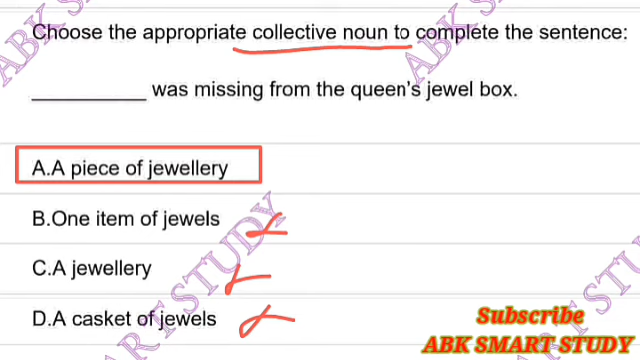 Choose the appropriate collective noun to complete the sentence:
__________ was missing from the queen's jewel box.
A.A piece of jewellery
B.One item of jewels
C.A jewellery
D.A casket of jewels
Subscribe
ABK SMART STUDY